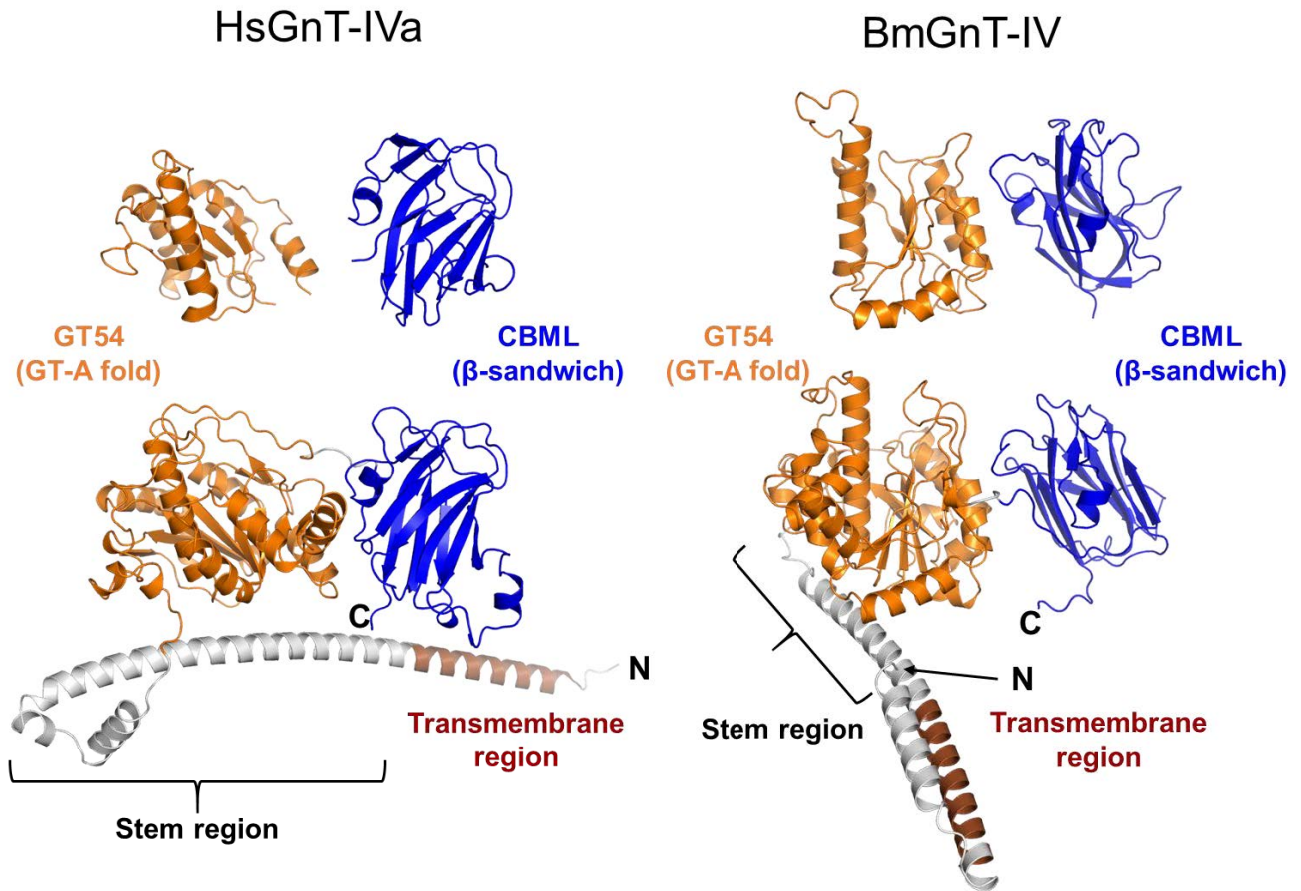 HsGnT-IVa
BmGnT-IV
GT54
(GT-A fold)
CBML
(β-sandwich)
GT54
(GT-A fold)
CBML
(β-sandwich)
C
N
Transmembrane
region
Stem region
C
N
Stem region
Transmembrane
region